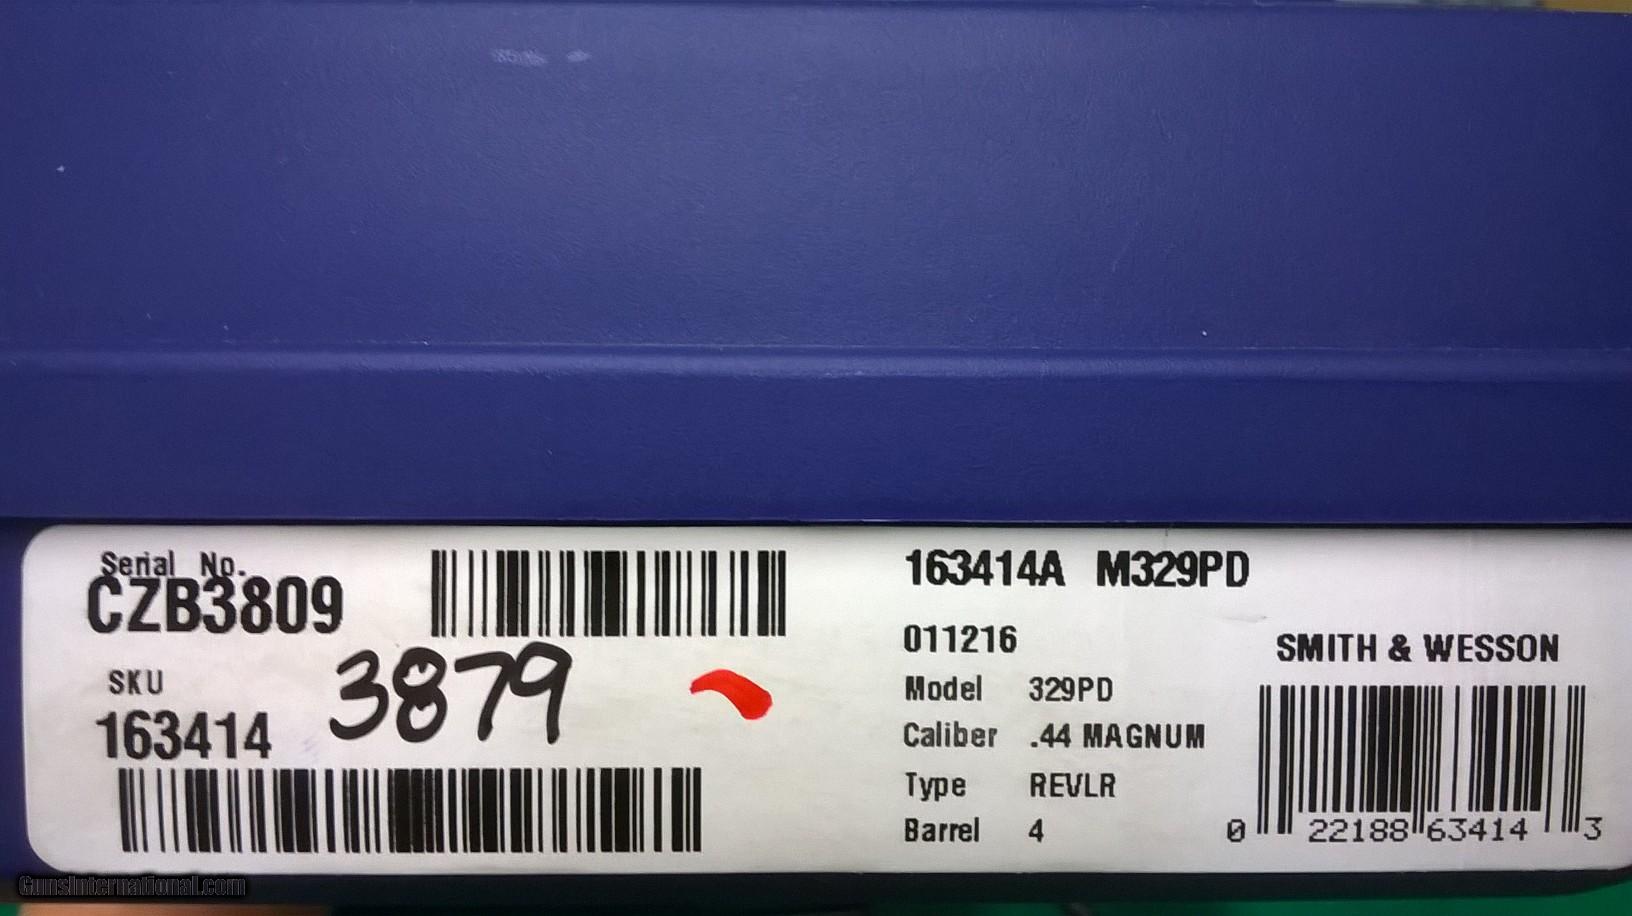 Serial No.
CZB3809
SKU
163414
3879
163414A M329PD
011216
Model 329PD
Caliber .44 MAGNUM
Type REVLR
Barrel 4
SMITH & WESSON
0 22188 63414 3
GunsInternational.com